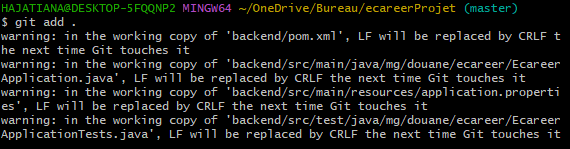 HAJATIANA@DESKTOP-5FQQNP2 MINGW64 ~/OneDrive/Bureau/ecareerProjet (master)
$ git add .
warning: in the working copy of 'backend/pom.xml', LF will be replaced by CRLF t
he next time Git touches it
warning: in the working copy of 'backend/src/main/java/mg/douane/ecareer/Ecareer
Application.java', LF will be replaced by CRLF the next time Git touches it
warning: in the working copy of 'backend/src/main/resources/application.properti
es', LF will be replaced by CRLF the next time Git touches it
warning: in the working copy of 'backend/src/test/java/mg/douane/ecareer/Ecareer
ApplicationTests.java', LF will be replaced by CRLF the next time Git touches it